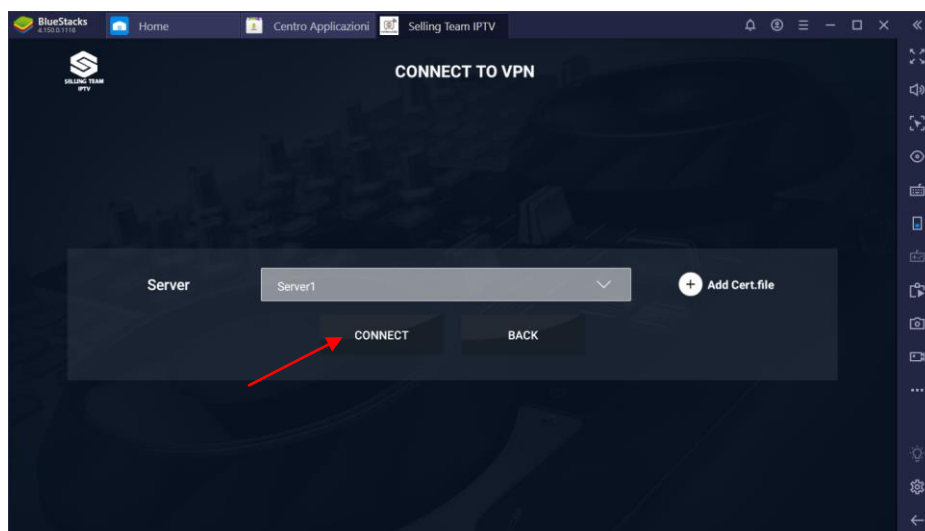 BlueStacks
4.150.0.1118
Home
Centro Applicazioni
Selling Team IPTV
SELLING TEAM
IPTV
CONNECT TO VPN
Server
Server1
Add Cert.file
CONNECT
BACK